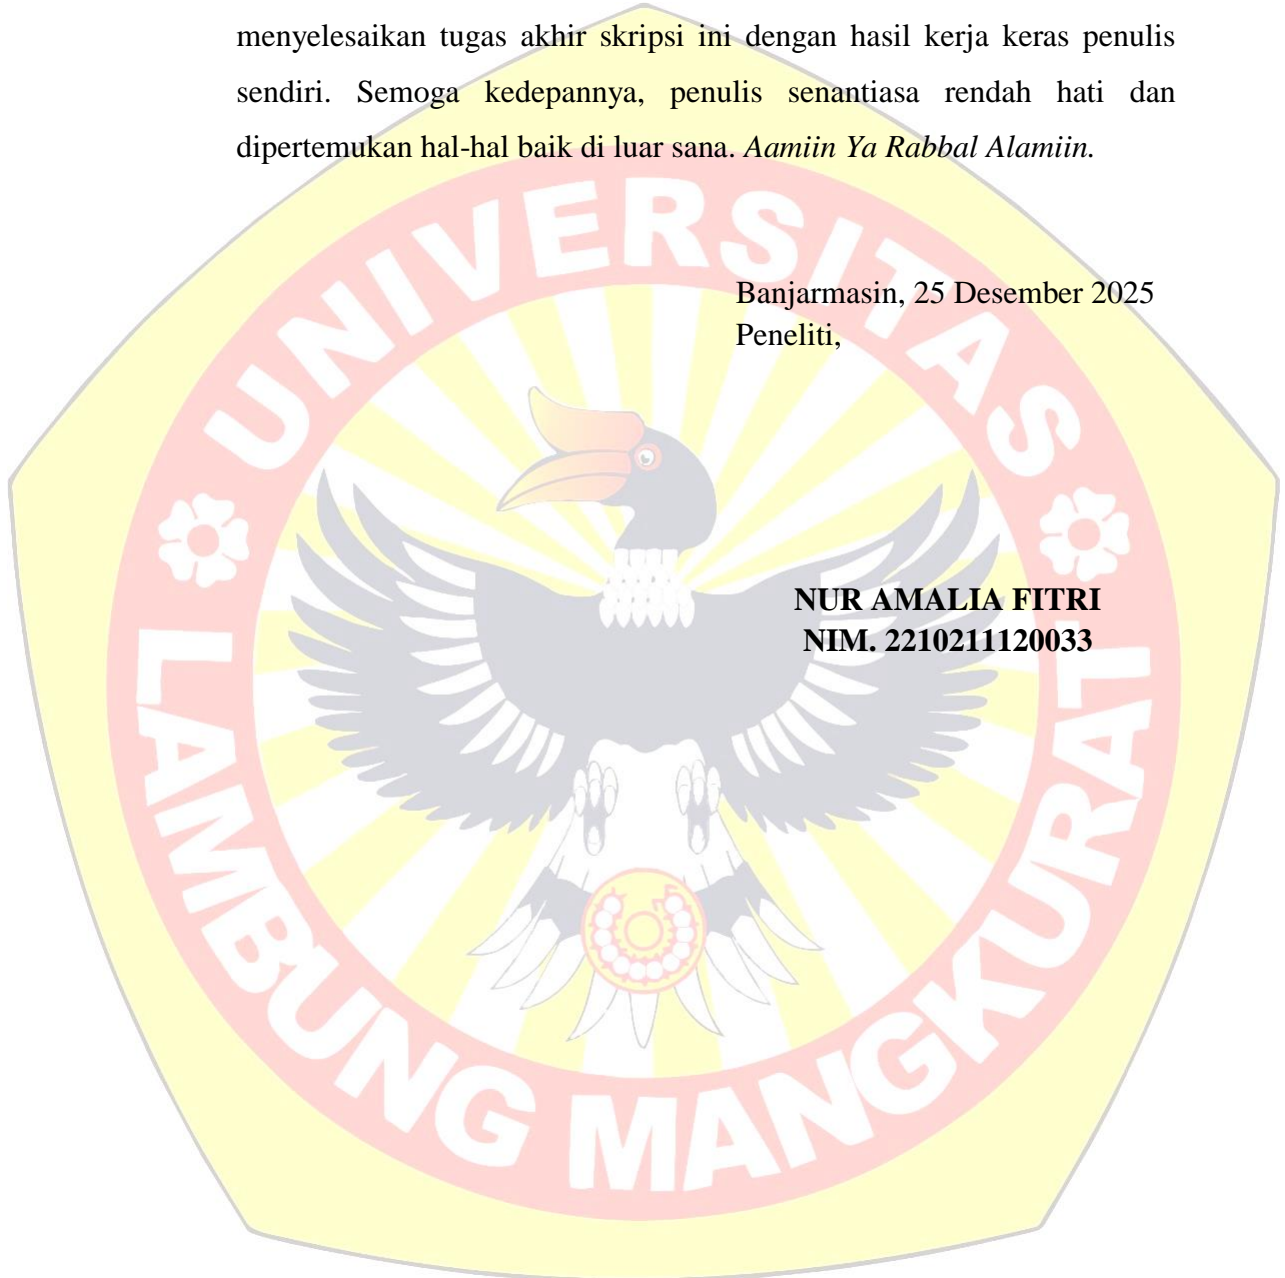 menyelesaikan tugas akhir skripsi ini dengan hasil kerja keras penulis
sendiri. Semoga kedepannya, penulis senantiasa rendah hati dan
dipertemukan hal-hal baik di luar sana. Aamiin Ya Rabbal Alamiin.
Banjarmasin, 25 Desember 2025
Peneliti,
NUR AMALIA FITRI
NIM. 2210211120033
UNIVERSITAS
LAMBUNG MANGKURAT